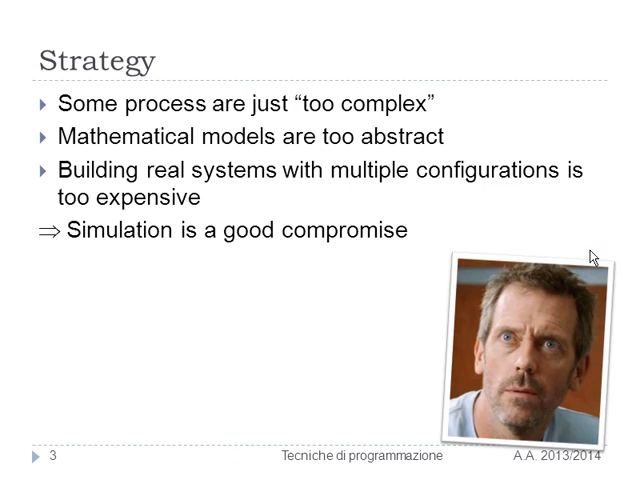 Strategy
Some process are just “too complex”
Mathematical models are too abstract
Building real systems with multiple configurations is
too expensive
⇒ Simulation is a good compromise
3 Tecniche di programmazione A.A. 2013/2014